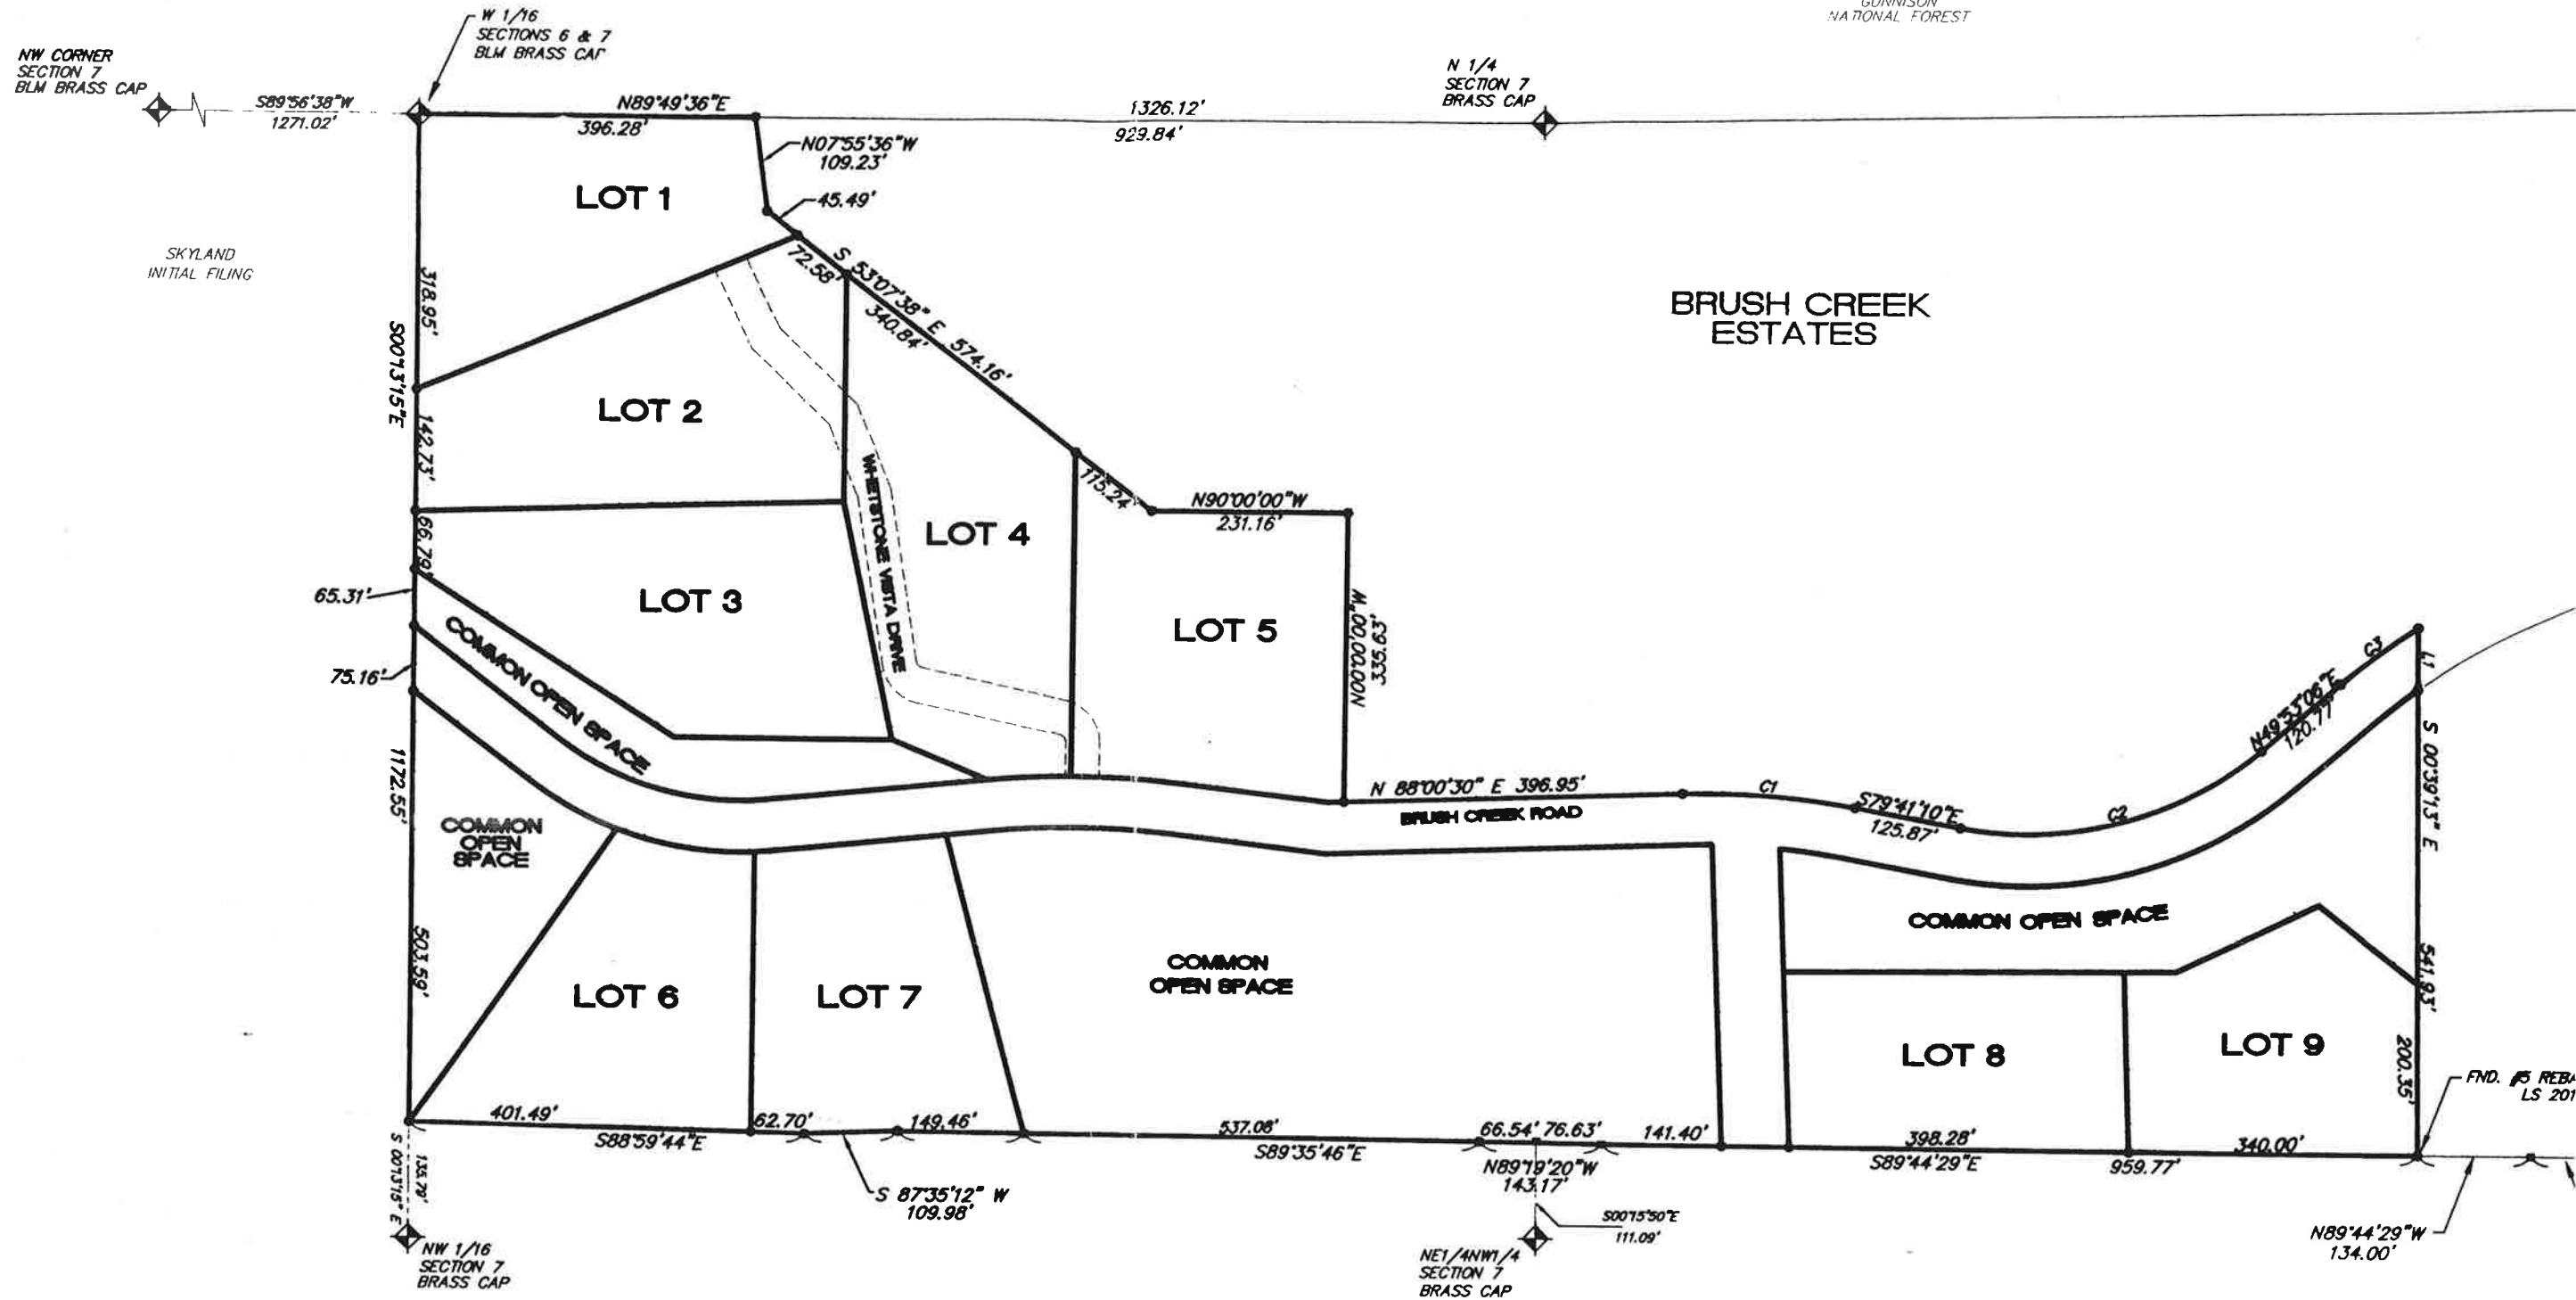 GUNNISON
NATIONAL FOREST
W 1/16
SECTIONS 6 & 7
BLM BRASS CAP
NW CORNER
SECTION 7
BLM BRASS CAP
N 1/4
SECTION 7
BRASS CAP
S89°56'38"W
1271.02'
N89°49'36"E
396.28'
1326.12'
929.84'
N07°55'36"W
109.23'
45.49'
LOT 1
SKYLAND
INITIAL FILING
318.95'
S00°13'15"E
72.58'
S 53°07'38" E 574.16'
340.84'
BRUSH CREEK
ESTATES
LOT 2
142.73'
WHETSTONE VISTA DRIVE
LOT 4
115.24'
N90°00'00"W
231.16'
66.79'
65.31'
LOT 3
LOT 5
N00°00'00"W
335.63'
COMMON OPEN SPACE
75.16'
1172.55'
C3
L1
N49°53'06"E
120.77'
S 00°39'13" E
541.93'
N 88°00'30" E 396.95'
C1
S79°41'10"E
125.87'
C2
BRUSH CREEK ROAD
COMMON
OPEN
SPACE
COMMON OPEN SPACE
503.59'
COMMON
OPEN SPACE
LOT 6
LOT 7
LOT 8
LOT 9
200.35'
FND. #5 REBA
LS 201
401.49'
S88°59'44"E
62.70'
149.46'
537.08'
S89°35'46"E
66.54' 76.63'
141.40'
N89°19'20"W
143.17'
398.28'
S89°44'29"E
959.77'
340.00'
S 00°13'15" E
135.79'
S 87°35'12" W
109.98'
S00°15'50"E
111.09'
N89°44'29"W
134.00'
NW 1/16
SECTION 7
BRASS CAP
NE1/4NW1/4
SECTION 7
BRASS CAP